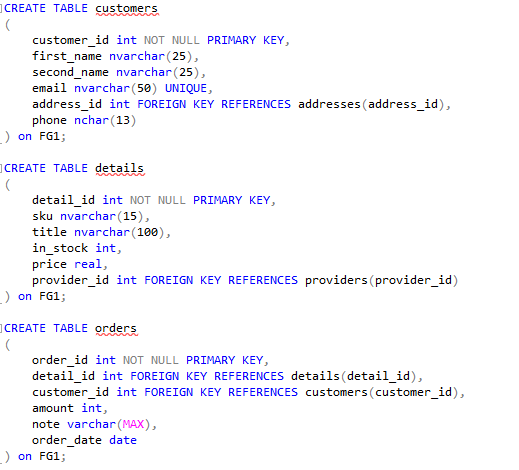 CREATE TABLE customers
(
    customer_id int NOT NULL PRIMARY KEY,
    first_name nvarchar(25),
    second_name nvarchar(25),
    email nvarchar(50) UNIQUE,
    address_id int FOREIGN KEY REFERENCES addresses(address_id),
    phone nchar(13)
) on FG1;

CREATE TABLE details
(
    detail_id int NOT NULL PRIMARY KEY,
    sku nvarchar(15),
    title nvarchar(100),
    in_stock int,
    price real,
    provider_id int FOREIGN KEY REFERENCES providers(provider_id)
) on FG1;

CREATE TABLE orders
(
    order_id int NOT NULL PRIMARY KEY,
    detail_id int FOREIGN KEY REFERENCES details(detail_id),
    customer_id int FOREIGN KEY REFERENCES customers(customer_id),
    amount int,
    note varchar(MAX),
    order_date date
) on FG1;